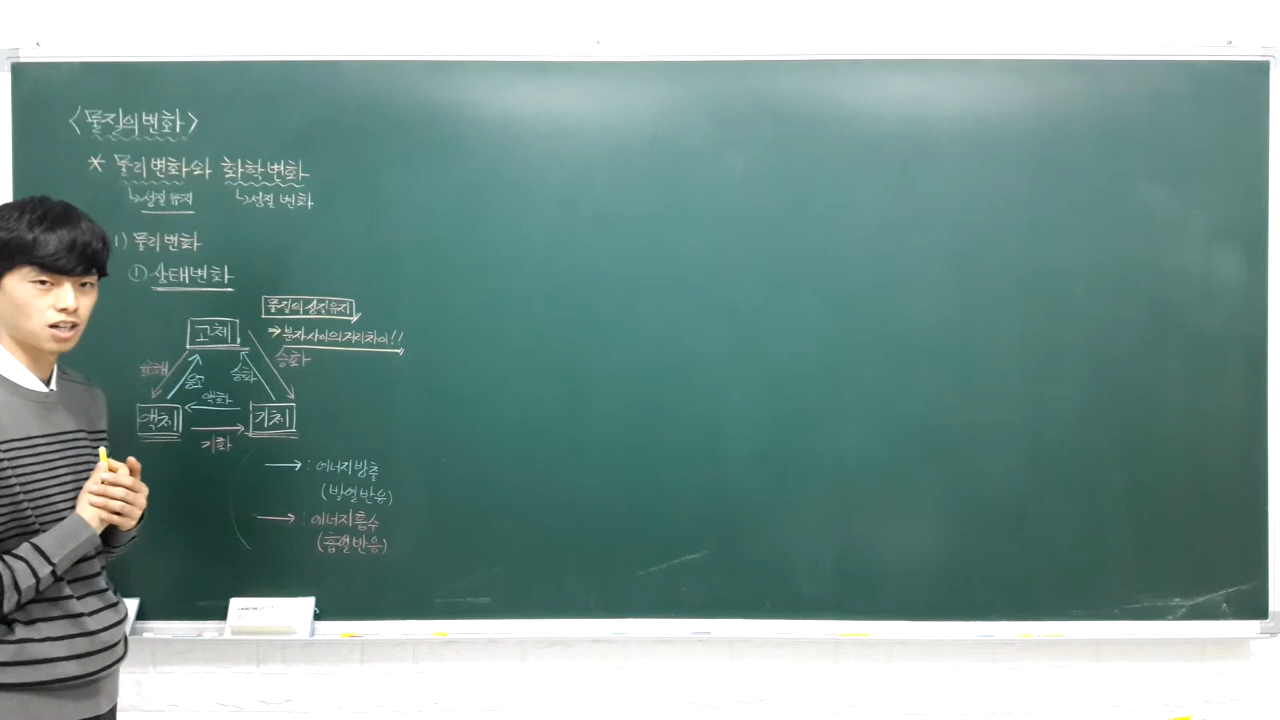 <물질의 변화>
* 물리변화와 화학변화
↳성질 유지 ↳성질 변화
1) 물리변화
① 상태변화
물질의 성질유지
고체
⇒ 분자사이의 거리차이!!
승화
융해
응고
승화
액화
액체
기체
기화
→ : 에너지방출
(발열반응)
→ : 에너지흡수
(흡열반응)